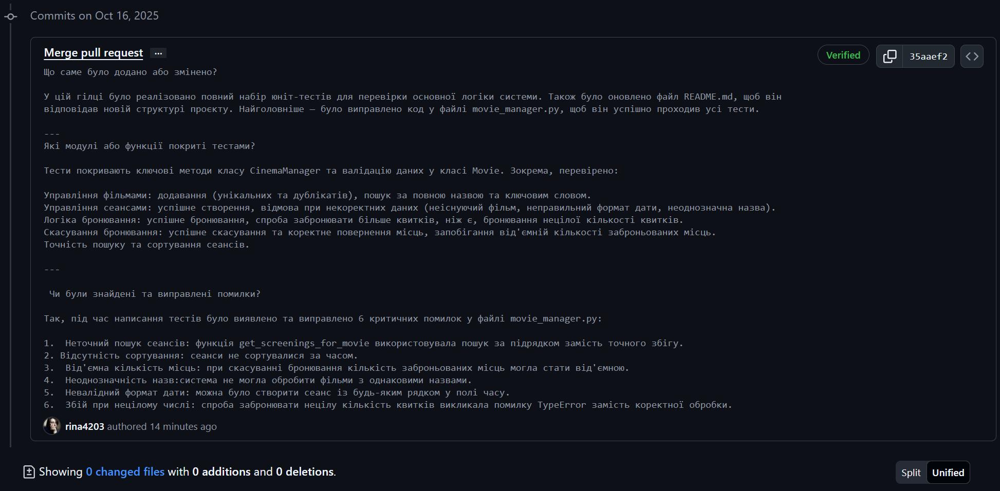 Commits on Oct 16, 2025
Merge pull request ...
Verified
35aaef2
Що саме було додано або змінено?
У цій гілці було реалізовано повний набір юніт-тестів для перевірки основної логіки системи. Також було оновлено файл README.md, щоб він
відповідав новій структурі проєкту. Найголовніше — було виправлено код у файлі movie_manager.py, щоб він успішно проходив усі тести.
---
Які модулі або функції покриті тестами?
Тести покривають ключові методи класу CinemaManager та валідацію даних у класі Movie. Зокрема, перевірено:
Управління фільмами: додавання (унікальних та дублікатів), пошук за повною назвою та ключовим словом.
Управління сеансами: успішне створення, відмова при некоректних даних (неіснуючий фільм, неправильний формат дати, неоднозначна назва).
Логіка бронювання: успішне бронювання, спроба забронювати більше квитків, ніж є, бронювання нецілої кількості квитків.
Скасування бронювання: успішне скасування та коректне повернення місць, запобігання від'ємній кількості заброньованих місць.
Точність пошуку та сортування сеансів.
---
Чи були знайдені та виправлені помилки?
Так, під час написання тестів було виявлено та виправлено 6 критичних помилок у файлі movie_manager.py:
1.  Неточний пошук сеансів: функція get_screenings_for_movie використовувала пошук за підрядком замість точного збігу.
2. Відсутність сортування: сеанси не сортувалися за часом.
3.  Від'ємна кількість місць: при скасуванні бронювання кількість заброньованих місць могла стати від'ємною.
4.  Неоднозначність назв:система не могла обробити фільми з однаковими назвами.
5.  Невалідний формат дати: можна було створити сеанс із будь-яким рядком у полі часу.
6.  Збій при нецілому числі: спроба забронювати нецілу кількість квитків викликала помилку TypeError замість коректної обробки.
rina4203 authored 14 minutes ago
Showing 0 changed files with 0 additions and 0 deletions.
Split
Unified